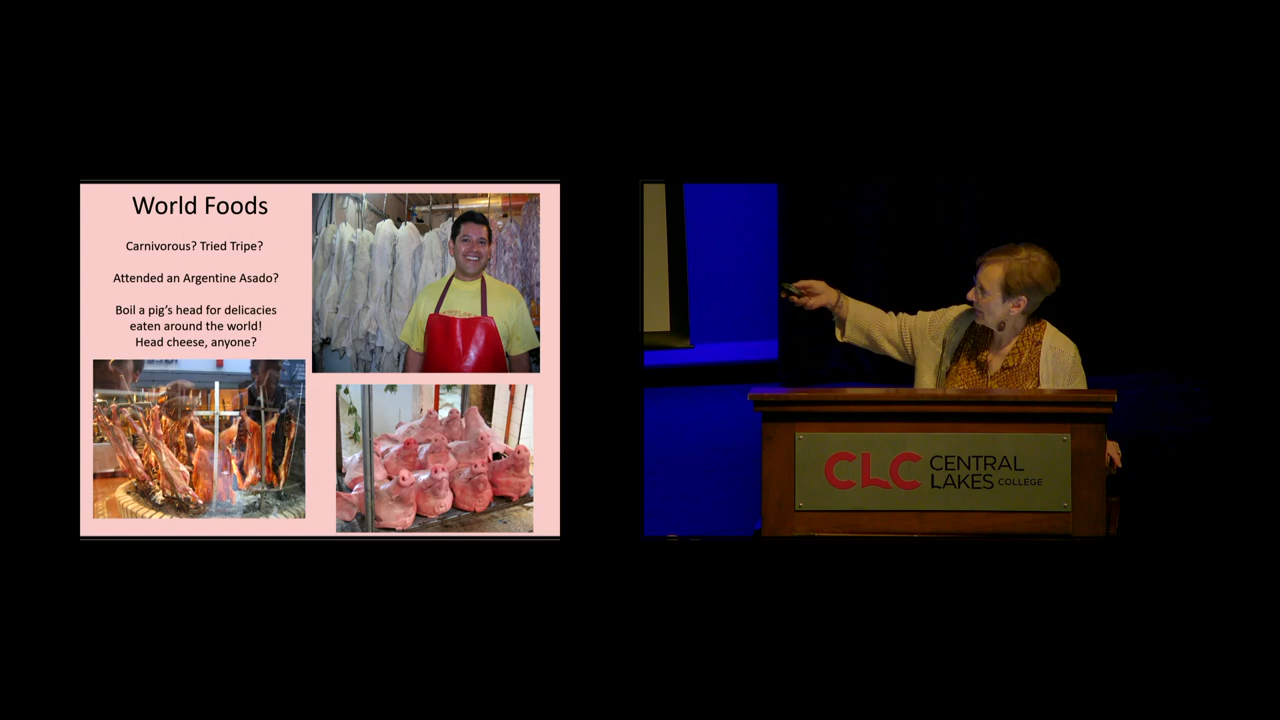 World Foods
Carnivorous? Tried Tripe?
Attended an Argentine Asado?
Boil a pig's head for delicacies
eaten around the world!
Head cheese, anyone?
CLC CENTRAL
LAKES COLLEGE